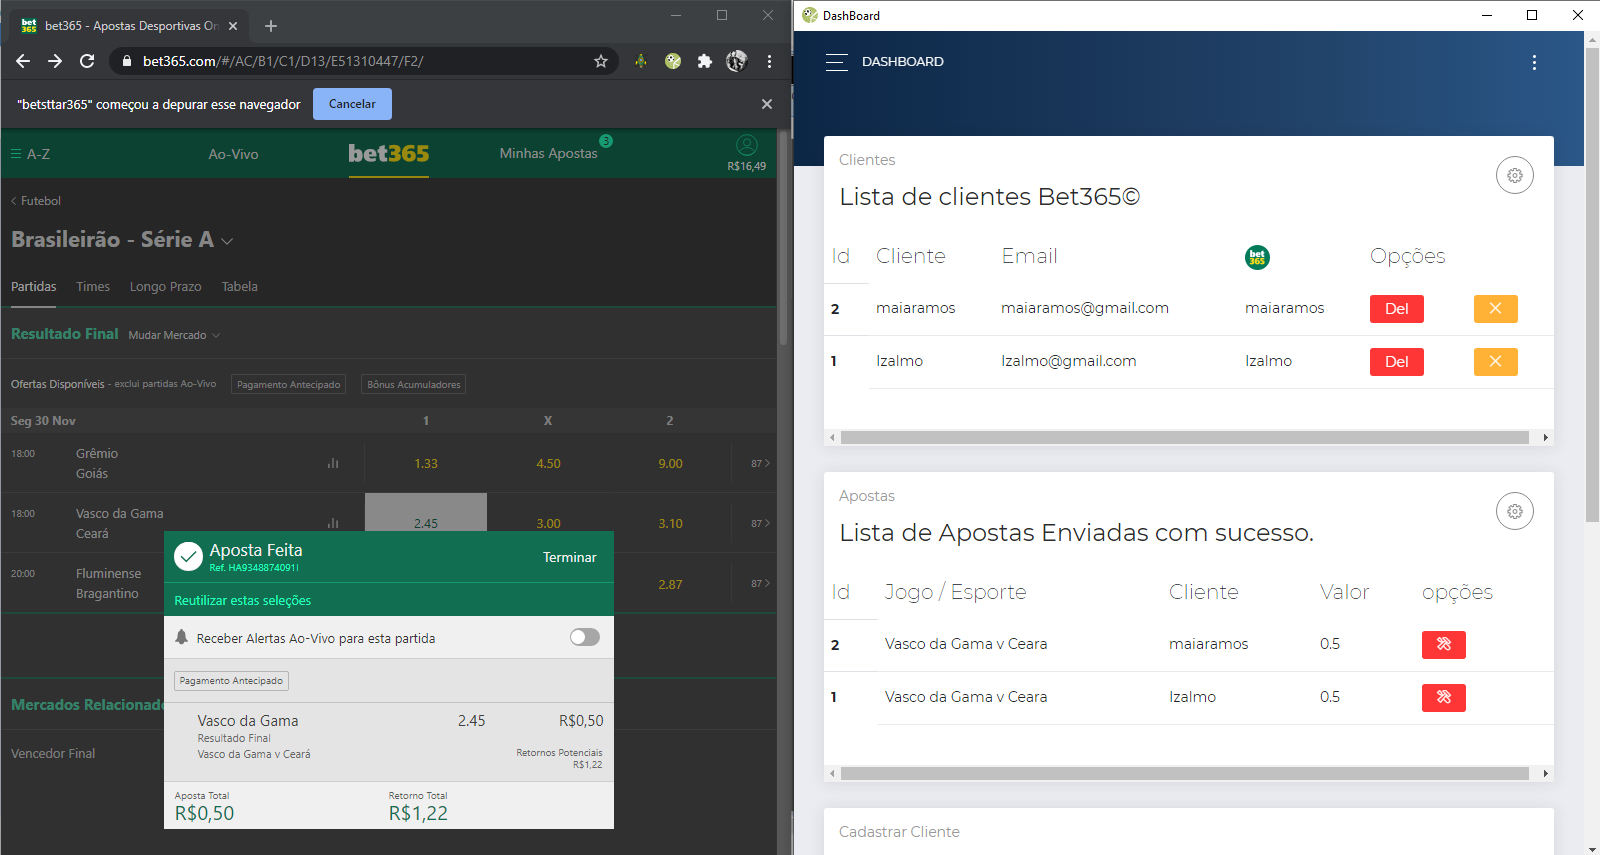 bet365 - Apostas Desportivas On
bet365.com/#/AC/B1/C1/D13/E51310447/F2/
"betsttar365" começou a depurar esse navegador
Cancelar
A-Z
Ao-Vivo
bet365
Minhas Apostas
3
R$16,49
Futebol
Brasileirão - Série A
Partidas Times Longo Prazo Tabela
Resultado Final Mudar Mercado
Ofertas Disponíveis - exclui partidas Ao-Vivo Pagamento Antecipado Bônus Acumuladores
Seg 30 Nov 1 X 2
18:00 Grêmio 1.33 4.50 9.00 87
Goiás
18:00 Vasco da Gama 2.45 3.00 3.10 87
Ceará
20:00 Fluminense 2.87 87
Bragantino
Aposta Feita
Ref. HA9348874091I
Terminar
Reutilizar estas seleções
Receber Alertas Ao-Vivo para esta partida
Pagamento Antecipado
Vasco da Gama 2.45 R$0,50
Resultado Final
Vasco da Gama v Ceará
Retornos Potenciais
R$1,22
Aposta Total Retorno Total
R$0,50 R$1,22
Mercados Relacionad
Vencedor Final
DashBoard
DASHBOARD
Clientes
Lista de clientes Bet365©
Id Cliente Email bet365 Opções
2 maiaramos maiaramos@gmail.com maiaramos Del
1 Izalmo Izalmo@gmail.com Izalmo Del
Apostas
Lista de Apostas Enviadas com sucesso.
Id Jogo / Esporte Cliente Valor opções
2 Vasco da Gama v Ceara maiaramos 0.5
1 Vasco da Gama v Ceara Izalmo 0.5
Cadastrar Cliente